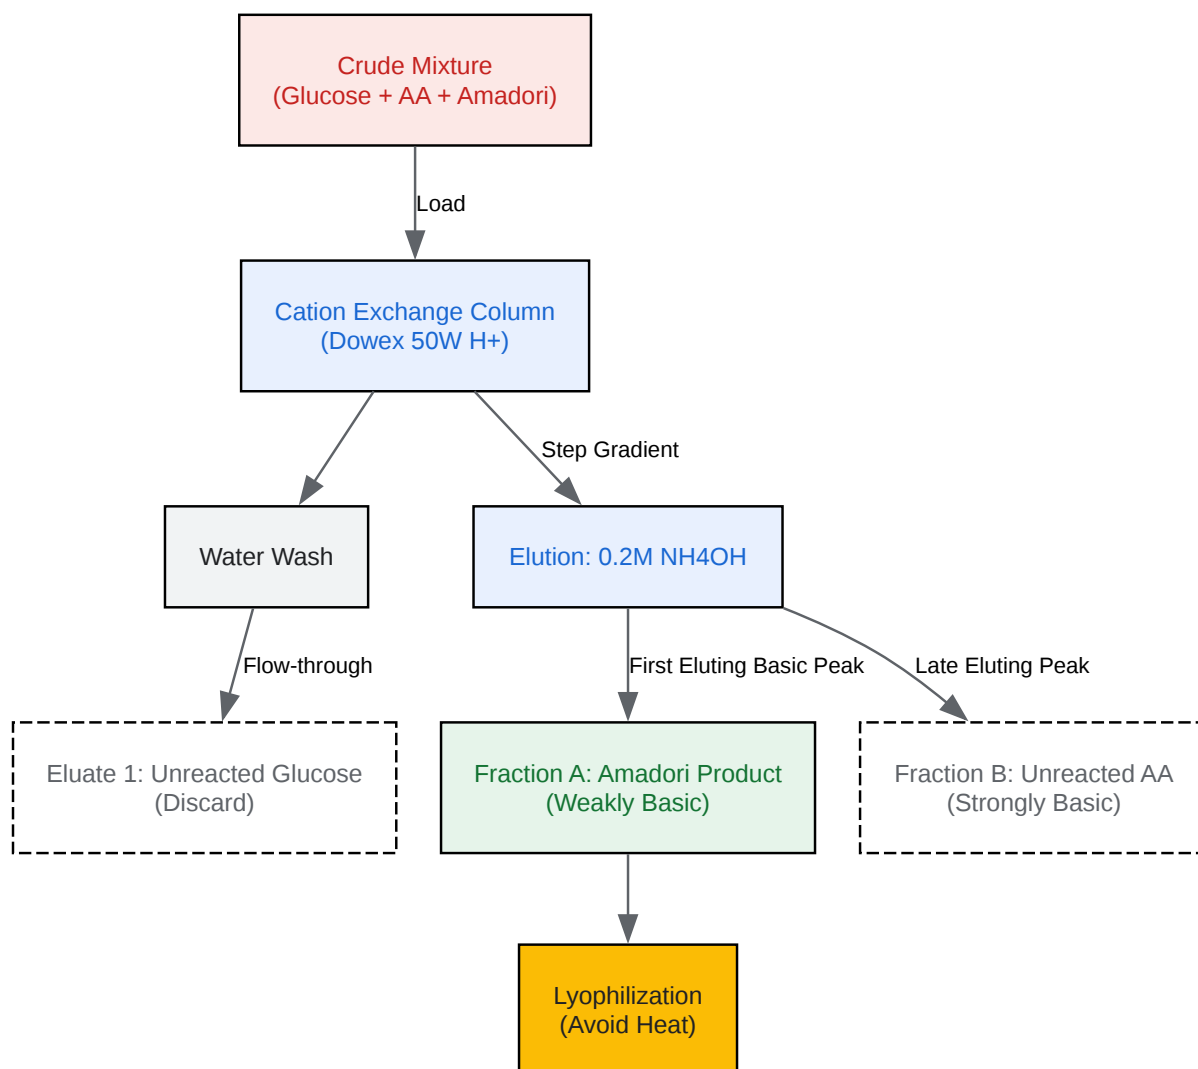 Crude Mixture
(Glucose + AA + Amadori)
Load
Cation Exchange Column
(Dowex 50W H+)
Step Gradient
Water Wash
Elution: 0.2M NH4OH
Flow-through
First Eluting Basic Peak
Late Eluting Peak
Eluate 1: Unreacted Glucose
(Discard)
Fraction A: Amadori Product
(Weakly Basic)
Fraction B: Unreacted AA
(Strongly Basic)
Lyophilization
(Avoid Heat)